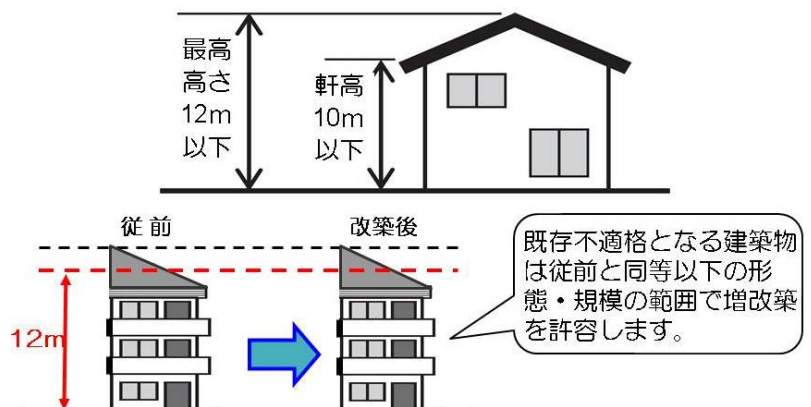 最高
高さ
12m
以下
軒高
10m
以下
従 前
改築後
12m
既存不適格となる建築物
は従前と同等以下の形
態・規模の範囲で増改築
を許容します。